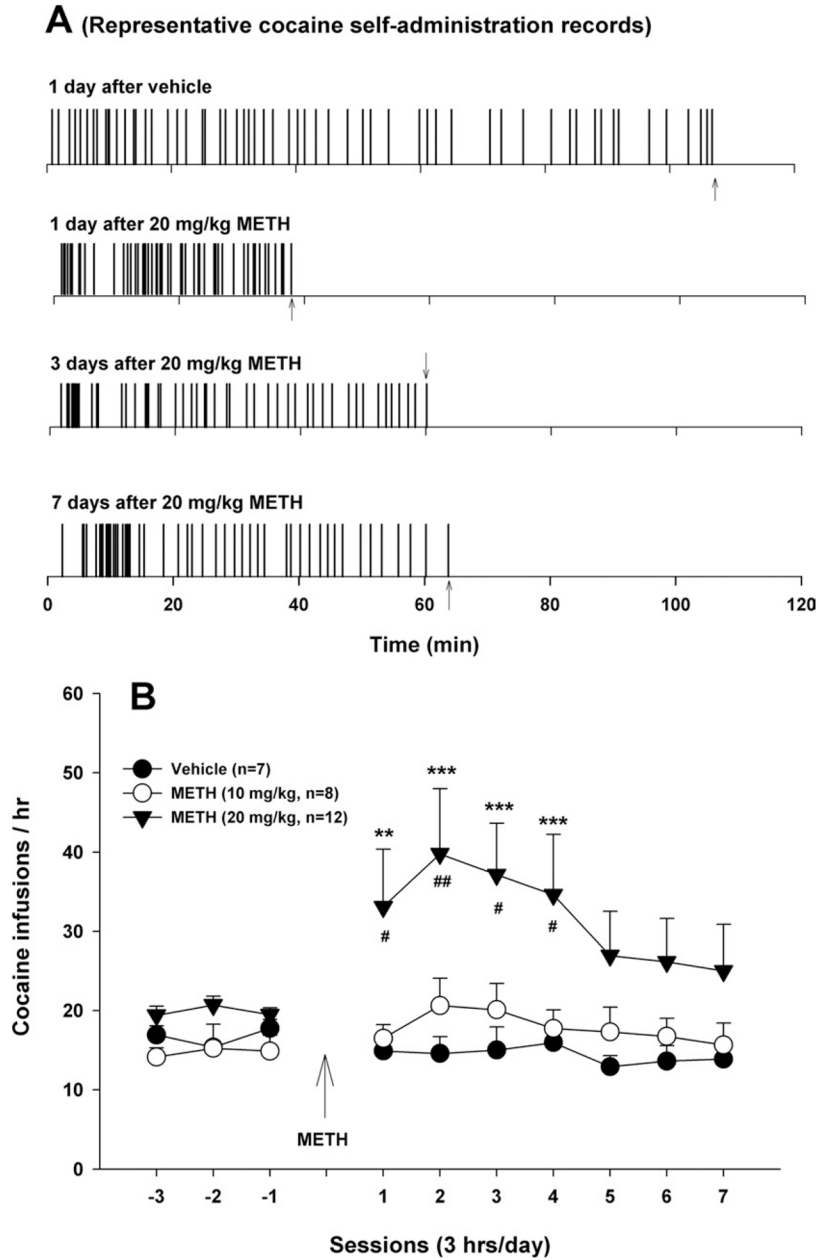 A (Representative cocaine self-administration records)
1 day after vehicle
1 day after 20 mg/kg METH
3 days after 20 mg/kg METH
7 days after 20 mg/kg METH
0 20 40 60 80 100 120
Time (min)
B
60
50
40
30
20
10
0
Cocaine infusions / hr
Vehicle (n=7)
METH (10 mg/kg, n=8)
METH (20 mg/kg, n=12)
** *** *** ***
# ## # #
METH
-3 -2 -1 1 2 3 4 5 6 7
Sessions (3 hrs/day)